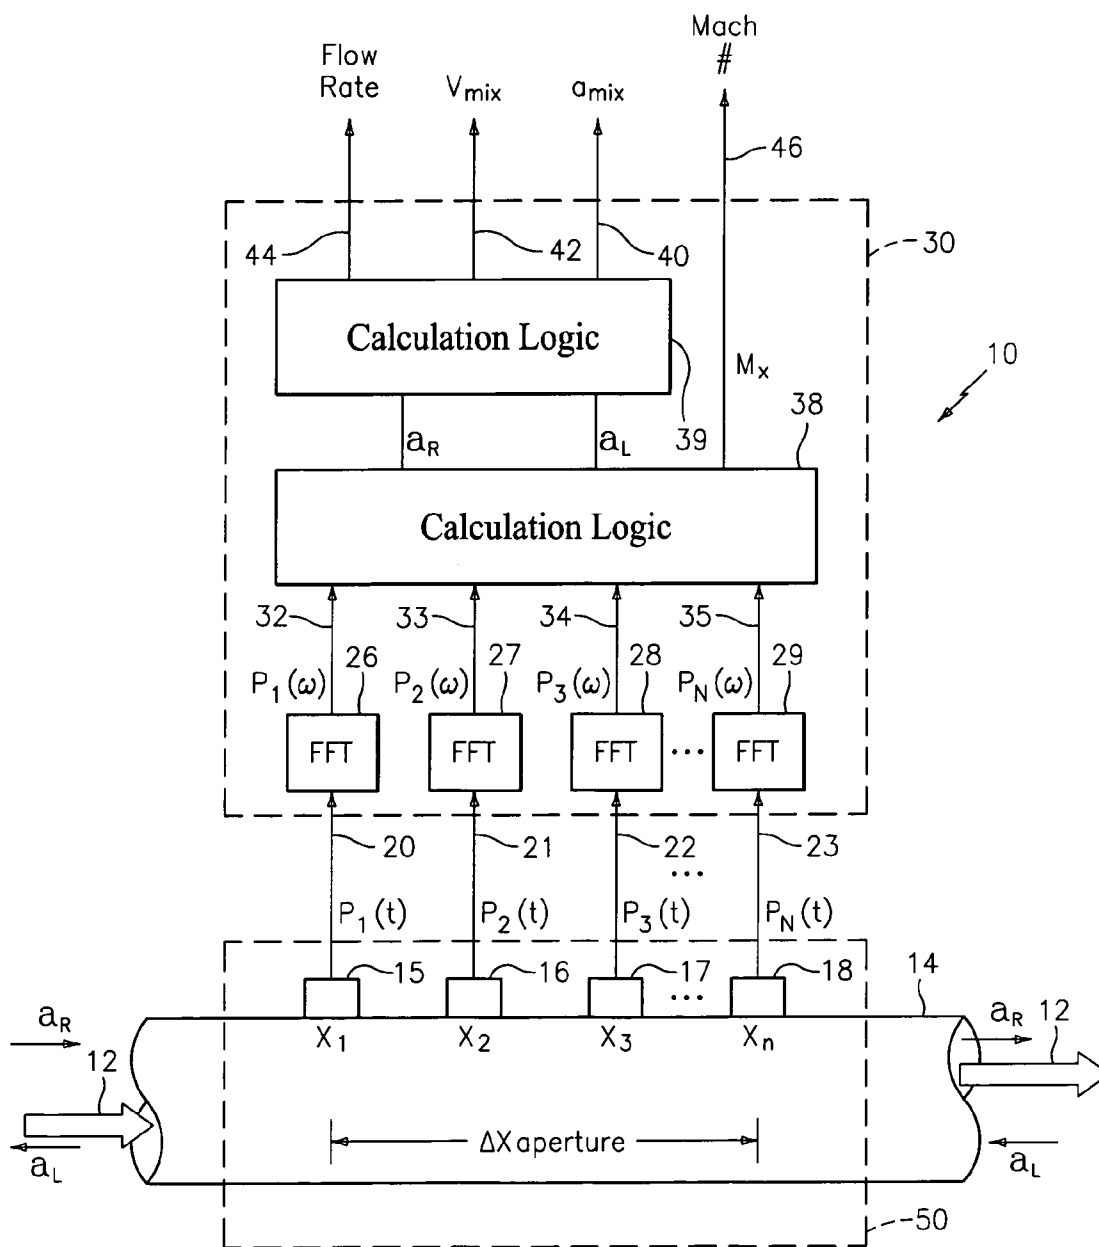 Mach
#
Flow
Rate
Vmix
amix
46
44
42
40
30
Calculation Logic
Mx
10
39
38
aR
aL
Calculation Logic
32
33
34
35
26
27
28
29
P1(ω)
P2(ω)
P3(ω)
PN(ω)
FFT
FFT
FFT
...
FFT
20
21
22
23
...
P1(t)
P2(t)
P3(t)
PN(t)
15
16
17
18
14
...
aR
X1
X2
X3
Xn
aR
12
12
ΔX aperture
aL
aL
50